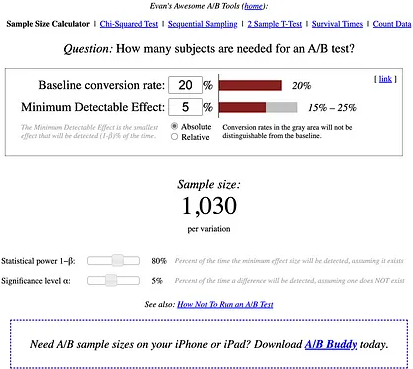 Evan's Awesome A/B Tools (home):
Sample Size Calculator | Chi-Squared Test | Sequential Sampling | 2 Sample T-Test | Survival Times | Count Data
Question: How many subjects are needed for an A/B test?
Baseline conversion rate: 20 % 20% [ link ]
Minimum Detectable Effect: 5 % 15% – 25%
The Minimum Detectable Effect is the smallest
effect that will be detected (1-β)% of the time.
Absolute
Relative
Conversion rates in the gray area will not be
distinguishable from the baseline.
Sample size:
1,030
per variation
Statistical power 1−β: 80% Percent of the time the minimum effect size will be detected, assuming it exists
Significance level α: 5% Percent of the time a difference will be detected, assuming one does NOT exist
See also: How Not To Run an A/B Test
Need A/B sample sizes on your iPhone or iPad? Download A/B Buddy today.